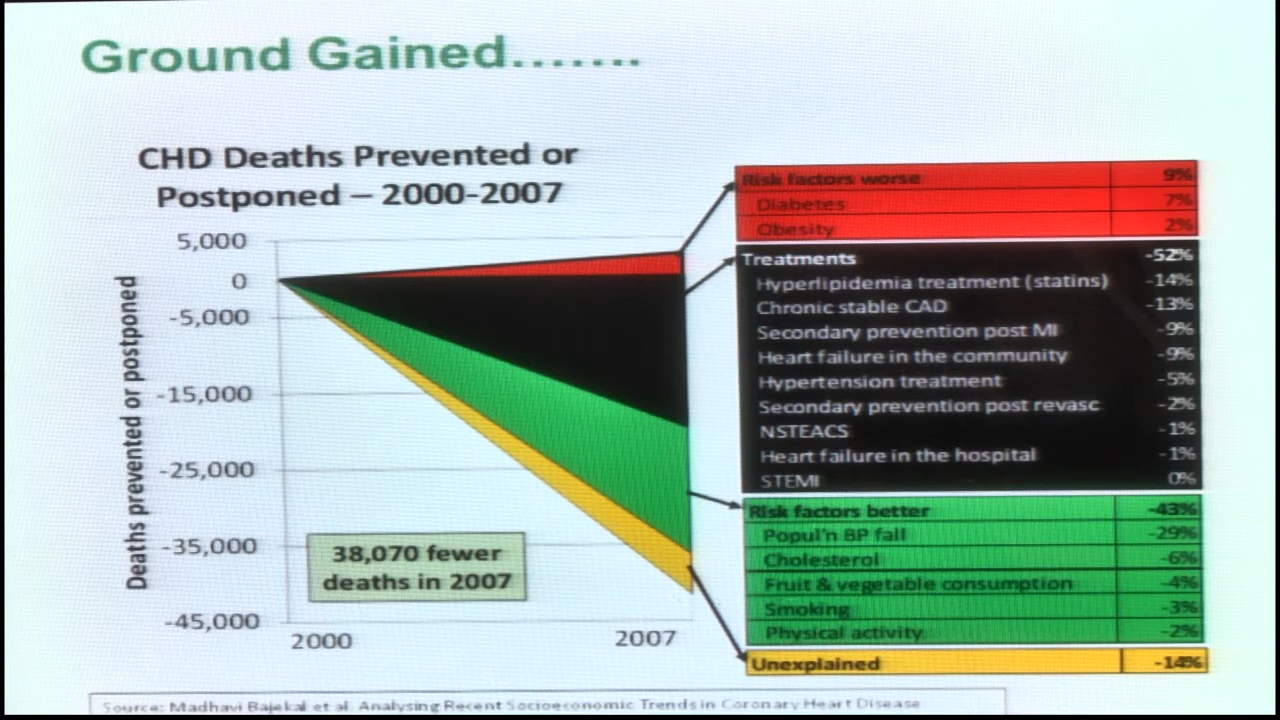 Ground Gained.......
CHD Deaths Prevented or
Postponed – 2000-2007
5,000
0
-5,000
-15,000
-25,000
-35,000
-45,000
Deaths prevented or postponed
2000
2007
38,070 fewer
deaths in 2007
Risk factors worse 9%
Diabetes 7%
Obesity 2%
Treatments -52%
Hyperlipidemia treatment (statins) -14%
Chronic stable CAD -13%
Secondary prevention post MI -9%
Heart failure in the community -9%
Hypertension treatment -5%
Secondary prevention post revasc -2%
NSTEACS -1%
Heart failure in the hospital -1%
STEMI 0%
Risk factors better -43%
Popul'n BP fall -29%
Cholesterol -6%
Fruit & vegetable consumption -4%
Smoking -3%
Physical activity -2%
Unexplained -14%
Source: Madhavi Bajekal et al. Analysing Recent Socioeconomic Trends in Coronary Heart Disease